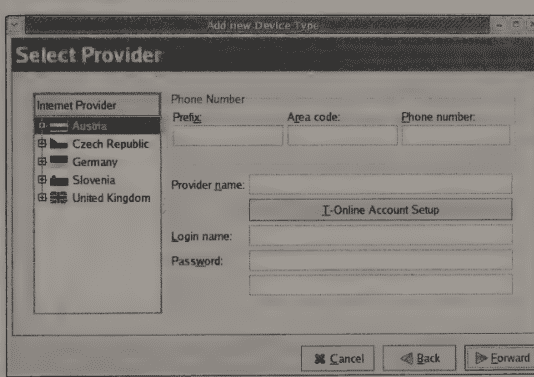 Add new Device Type
Select Provider
Internet Provider
Austria
Czech Republic
Germany
Slovenia
United Kingdom
Phone Number
Prefix:
Area code:
Phone number:
Provider name:
T-Online Account Setup
Login name:
Password:
Cancel
Back
Forward